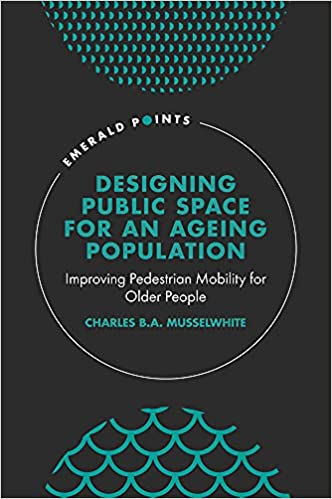 EMERALD POINTS
DESIGNING
PUBLIC SPACE
FOR AN AGEING
POPULATION
Improving Pedestrian Mobility for
Older People
CHARLES B.A. MUSSELWHITE